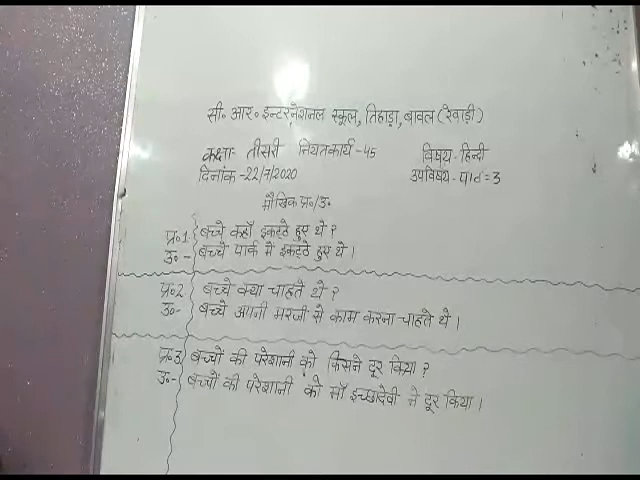 सी० आर० इन्टरनेशनल स्कूल, तिहाड़ा, बावल (रेवाड़ी)
कक्षा- तीसरी नियतकार्य-45 विषय-हिन्दी
दिनांक -22/7/2020 उपविषय-पाठ=3
मौखिक प्र०/उ०
प्र०1 बच्चे कहाँ इकट्ठे हुए थे ?
उ०- बच्चे पार्क में इकट्ठे हुए थे।
प्र०2 बच्चे क्या चाहते थे ?
उ०- बच्चे अपनी मरजी से काम करना चाहते थे।
प्र०3 बच्चों की परेशानी को किसने दूर किया ?
उ०- बच्चों की परेशानी को माँ इच्छादेवी ने दूर किया।